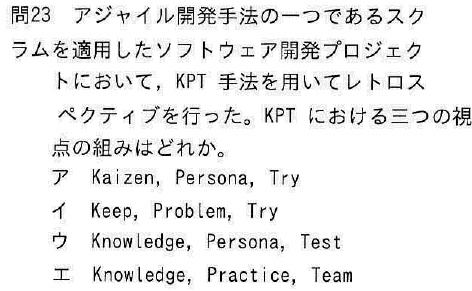 問23　アジャイル開発手法の一つであるスク
ラムを適用したソフトウェア開発プロジェク
トにおいて，KPT 手法を用いてレトロス
ペクティブを行った。KPT における三つの視
点の組みはどれか。
ア　Kaizen, Persona, Try
イ　Keep, Problem, Try
ウ　Knowledge, Persona, Test
エ　Knowledge, Practice, Team